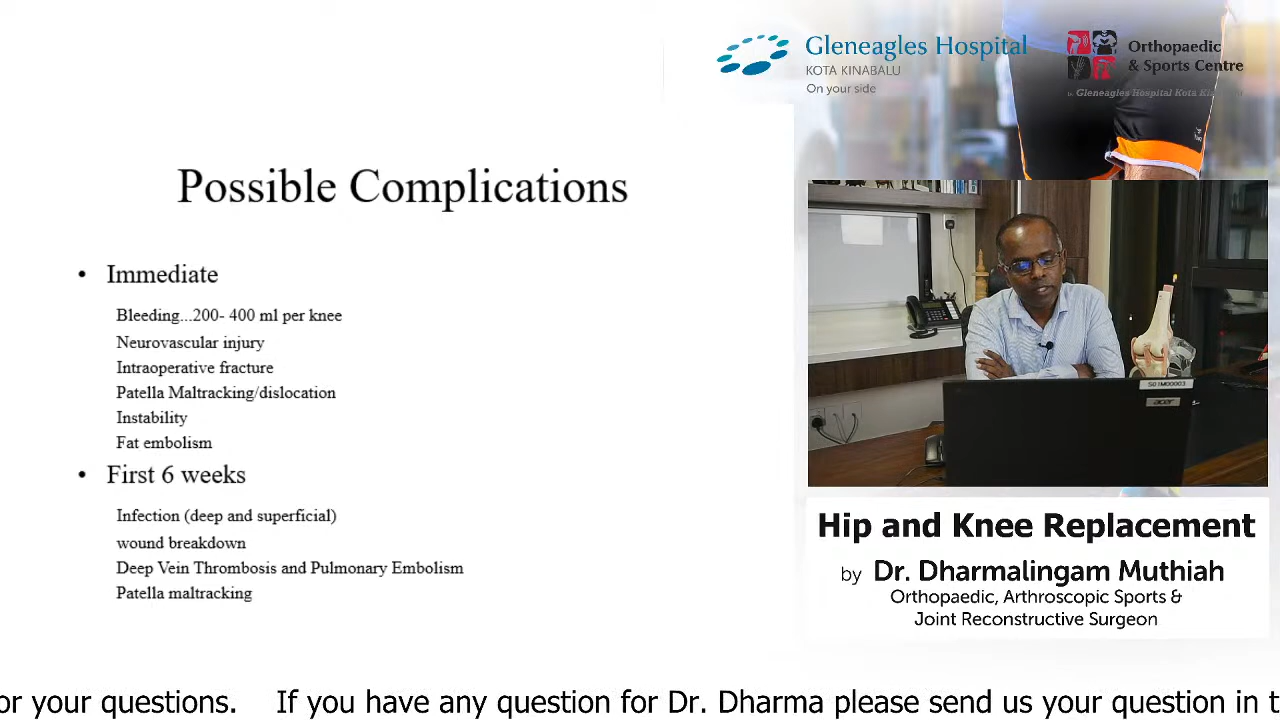 Gleneagles Hospital
KOTA KINABALU
On your side
Orthopaedic
& Sports Centre
Gleneagles Hospital Kota
Possible Complications
• Immediate
Bleeding...200- 400 ml per knee
Neurovascular injury
Intraoperative fracture
Patella Maltracking/dislocation
Instability
Fat embolism
• First 6 weeks
Infection (deep and superficial)
wound breakdown
Deep Vein Thrombosis and Pulmonary Embolism
Patella maltracking
acer
Hip and Knee Replacement
by Dr. Dharmalingam Muthiah
Orthopaedic, Arthroscopic Sports &
Joint Reconstructive Surgeon
or your questions. If you have any question for Dr. Dharma please send us your question in t